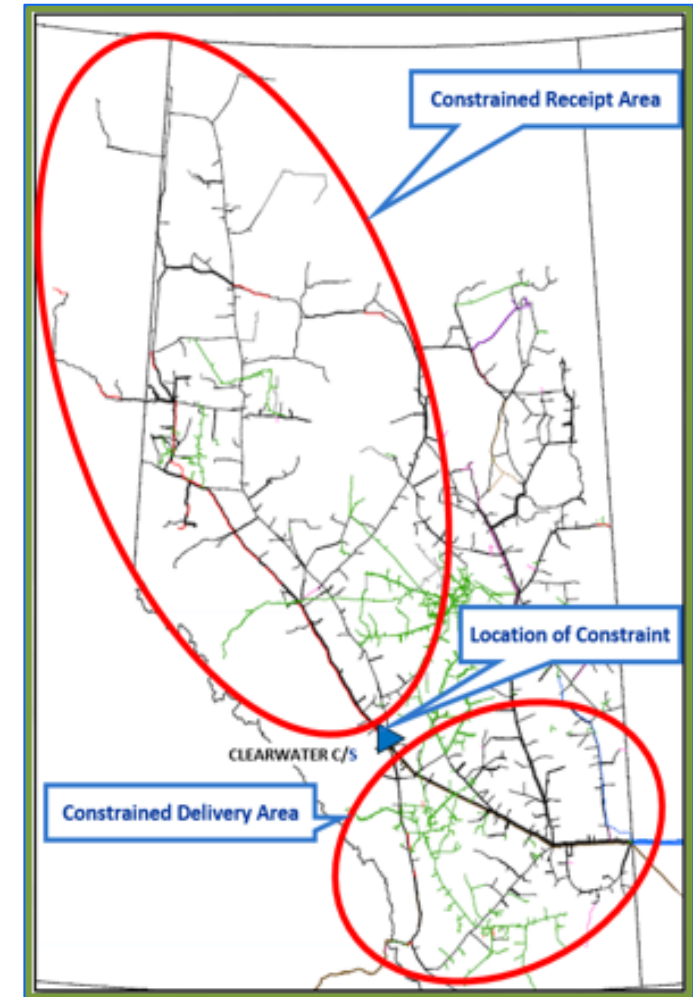 Constrained Receipt Area
Location of Constraint
CLEARWATER C/S
Constrained Delivery Area